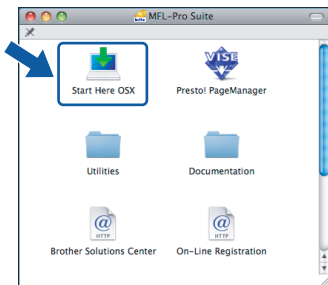 MFL-Pro Suite
VISE
Start Here OSX
Presto! PageManager
Utilities
Documentation
@
HTTP
@
HTTP
Brother Solutions Center
On-Line Registration